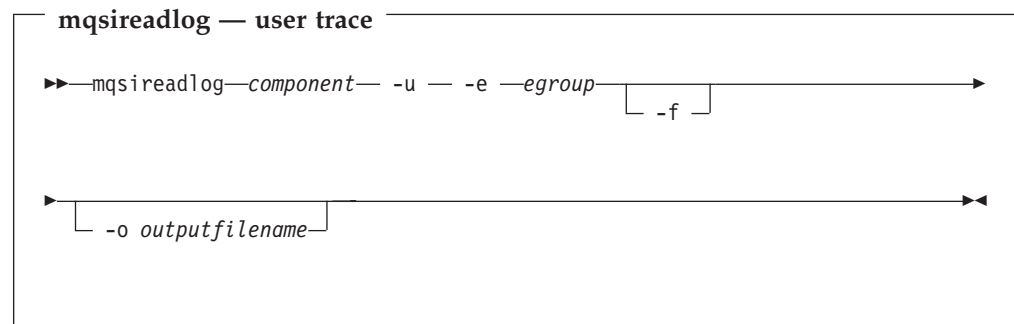 mqsireadlog — user trace
mqsireadlog component -u -e egroup
-f
-o outputfilename